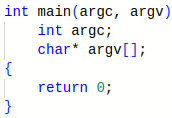 int main(argc, argv)
    int argc;
    char* argv[];
{
    return 0;
}